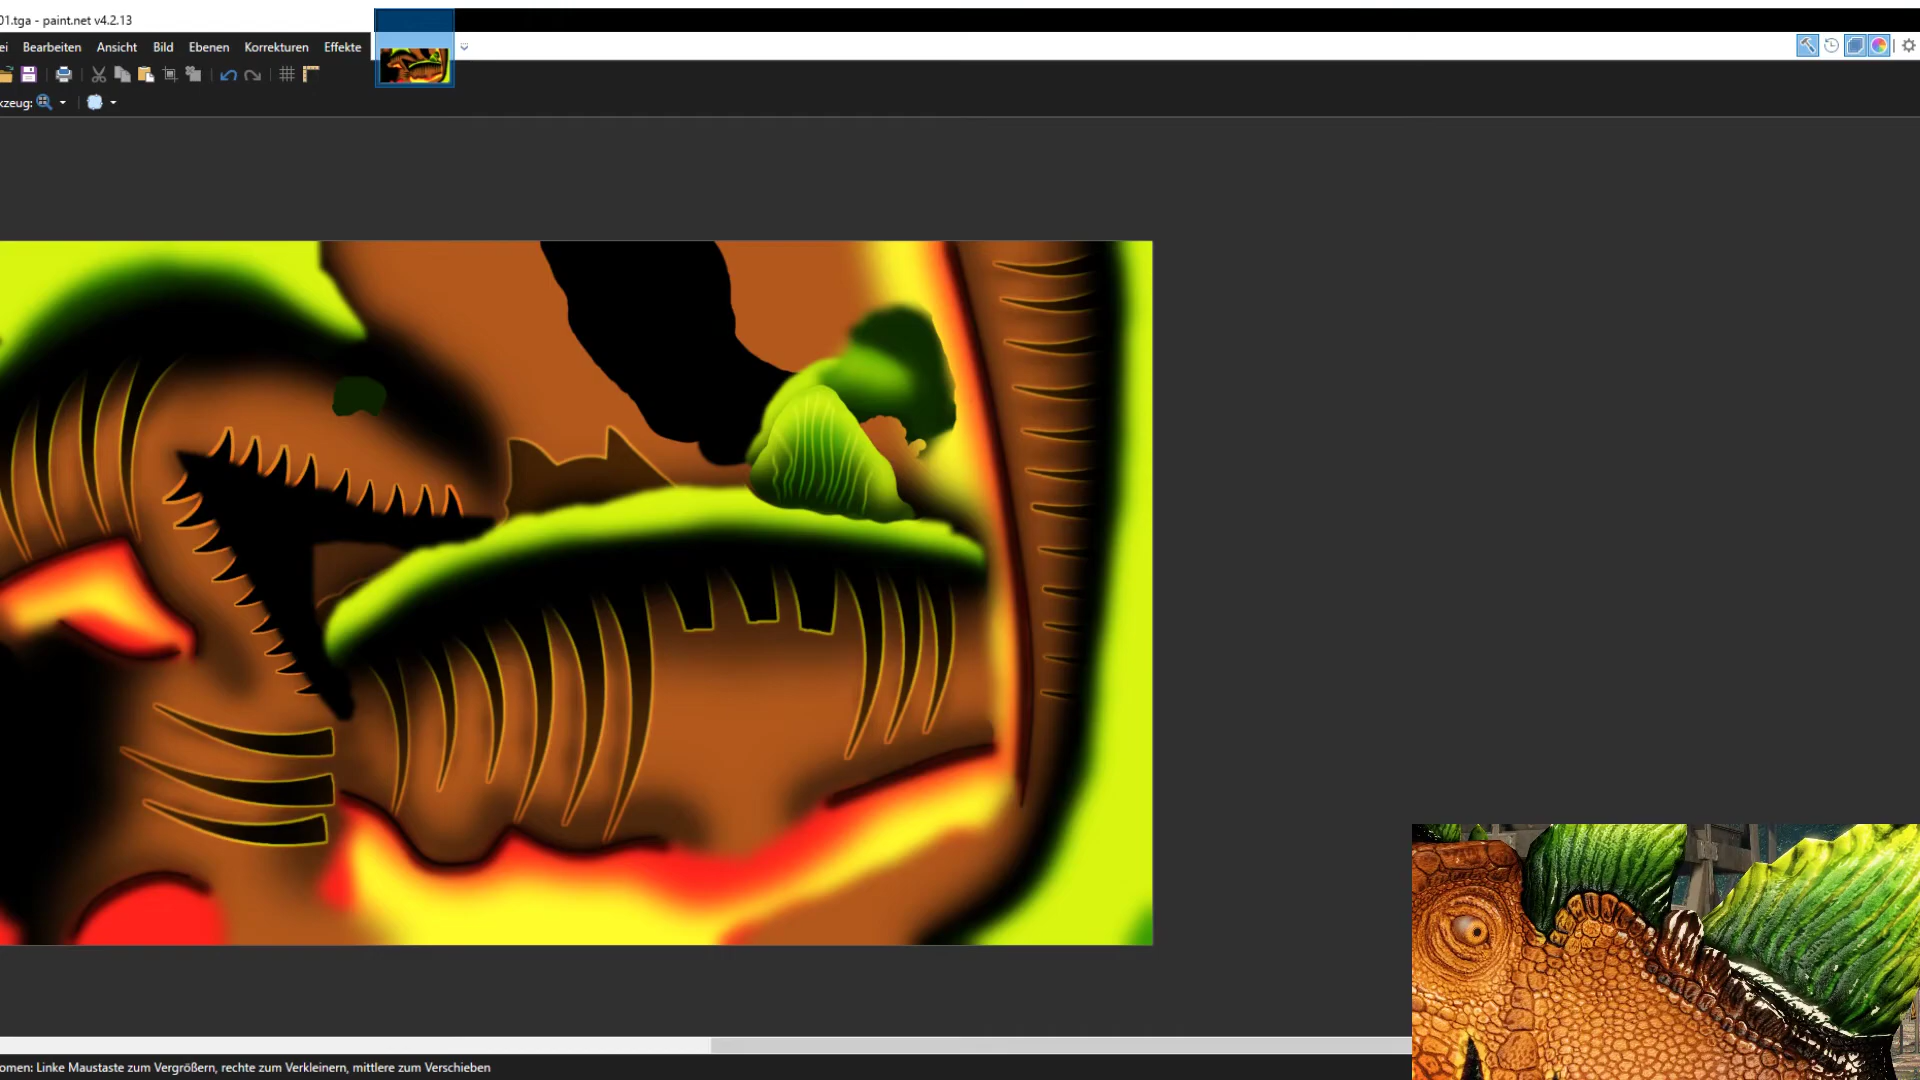 01.tga - paint.net v4.2.13
ei Bearbeiten Ansicht Bild Ebenen Korrekturen Effekte
kzeug:
omen: Linke Maustaste zum Vergrößern, rechte zum Verkleinern, mittlere zum Verschieben